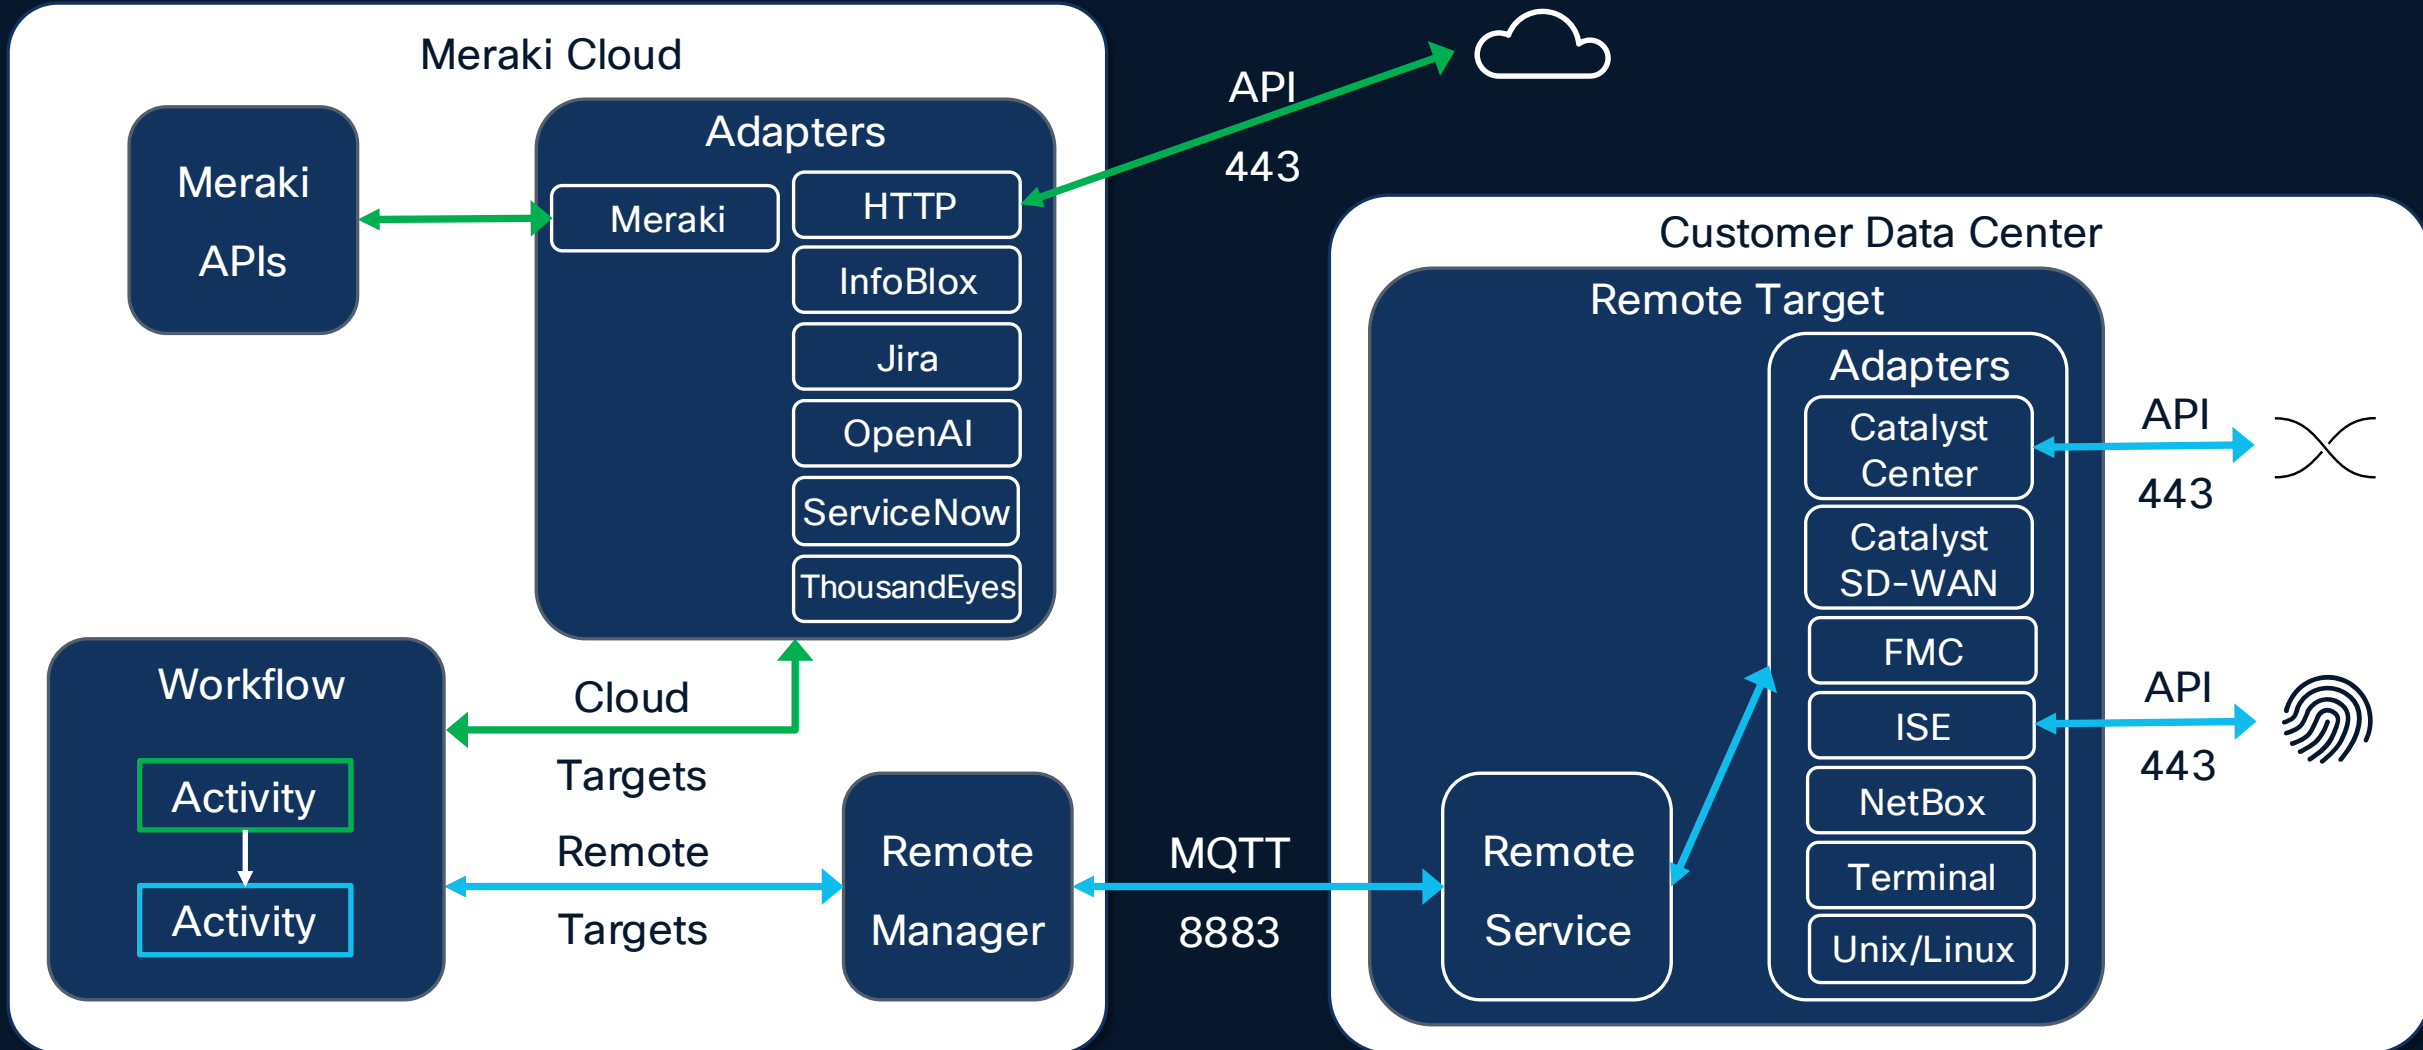 Meraki Cloud
Meraki
APIs
Adapters
Meraki
HTTP
InfoBlox
Jira
OpenAI
ServiceNow
ThousandEyes
API
443
Workflow
Activity
Activity
Cloud
Targets
Remote
Targets
Remote
Manager
MQTT
8883
Customer Data Center
Remote Target
Remote
Service
Adapters
Catalyst
Center
Catalyst
SD-WAN
FMC
ISE
NetBox
Terminal
Unix/Linux
API
443
API
443